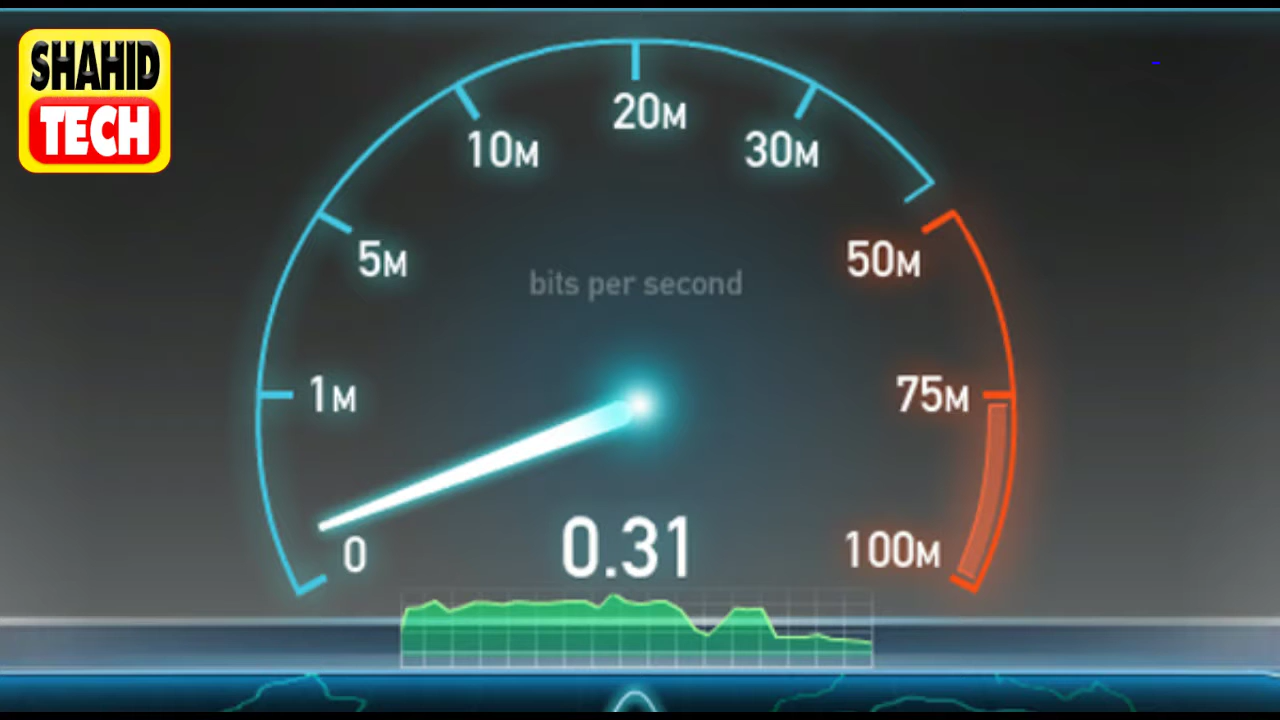 SHAHID
TECH
20M
10M
30M
5M
50M
bits per second
1M
75M
0.31
0
100M